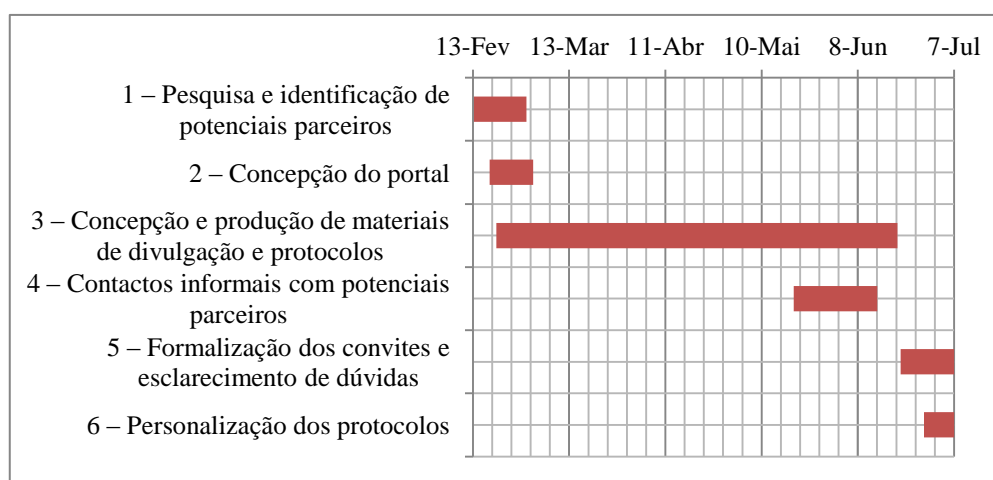 13-Fev 13-Mar 11-Abr 10-Mai 8-Jun 7-Jul
1 – Pesquisa e identificação de
potenciais parceiros
2 – Concepção do portal
3 – Concepção e produção de materiais
de divulgação e protocolos
4 – Contactos informais com potenciais
parceiros
5 – Formalização dos convites e
esclarecimento de dúvidas
6 – Personalização dos protocolos